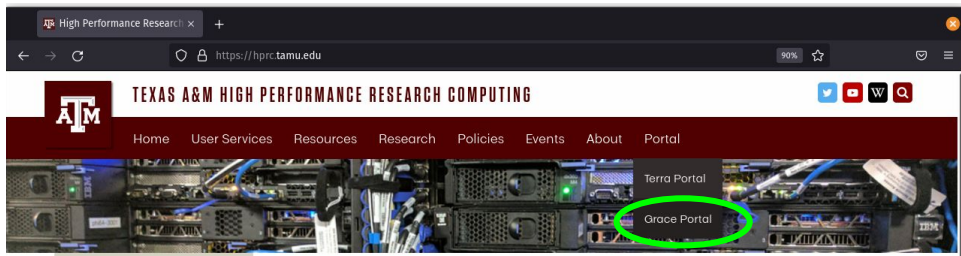 High Performance Research
https://hprc.tamu.edu
90%
TEXAS A&M HIGH PERFORMANCE RESEARCH COMPUTING
W
ATM
Home User Services Resources Research Policies Events About Portal
Terra Portal
Grace Portal
IBM